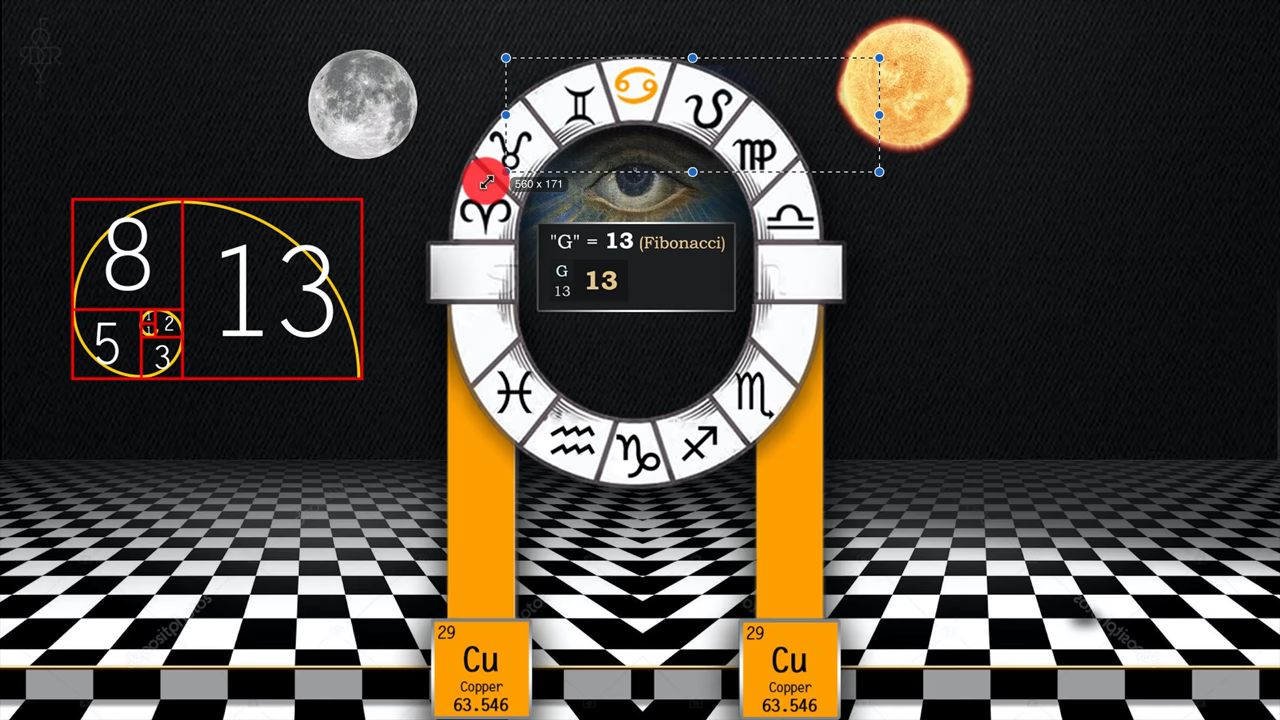 560 x 171
"G" = 13 (Fibonacci)
G
13
13
8
13
1
1
2
5
3
29
Cu
Copper
63.546
29
Cu
Copper
63.546